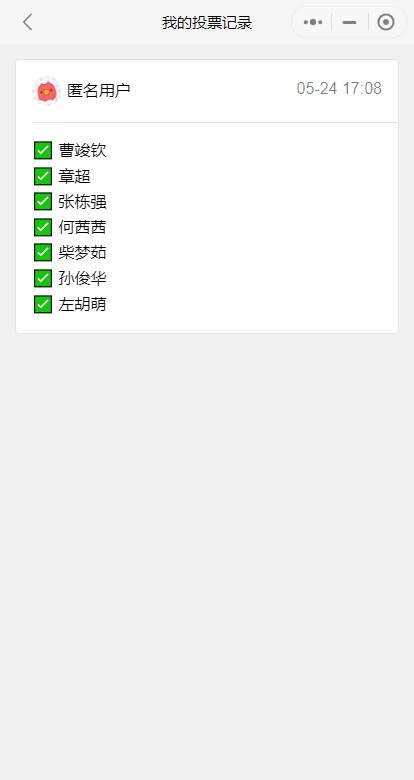 我的投票记录
匿名用户
05-24 17:08
曹竣钦
章超
张栋强
何茜茜
柴梦茹
孙俊华
左胡萌